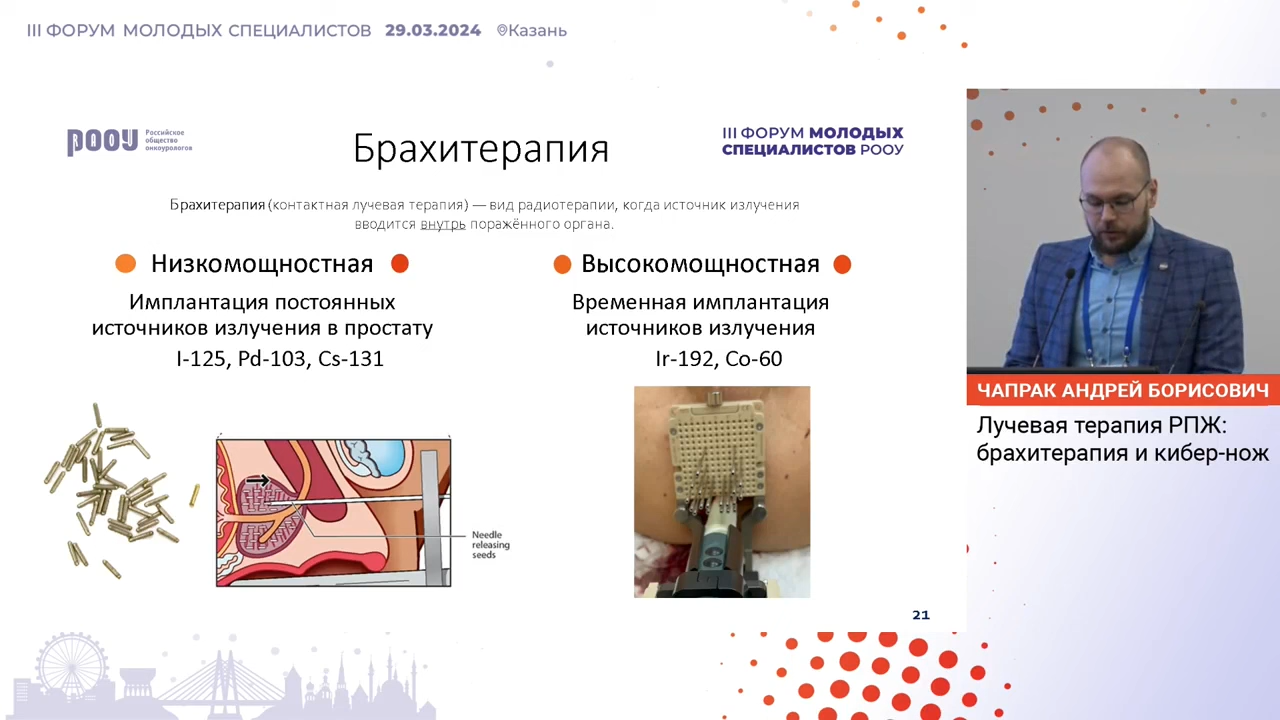 III ФОРУМ МОЛОДЫХ СПЕЦИАЛИСТОВ 29.03.2024 Казань
РООУ
Российское
общество
онкоурологов
Брахитерапия
III ФОРУМ МОЛОДЫХ
СПЕЦИАЛИСТОВ РООУ
Брахитерапия (контактная лучевая терапия) — вид радиотерапии, когда источник излучения
вводится внутрь поражённого органа.
Низкомощностная
Имплантация постоянных
источников излучения в простату
I-125, Pd-103, Cs-131
Высокомощностная
Временная имплантация
источников излучения
Ir-192, Co-60
Needle
releasing
seeds
21
ЧАПРАК АНДРЕЙ БОРИСОВИЧ
Лучевая терапия РПЖ:
брахитерапия и кибер-нож